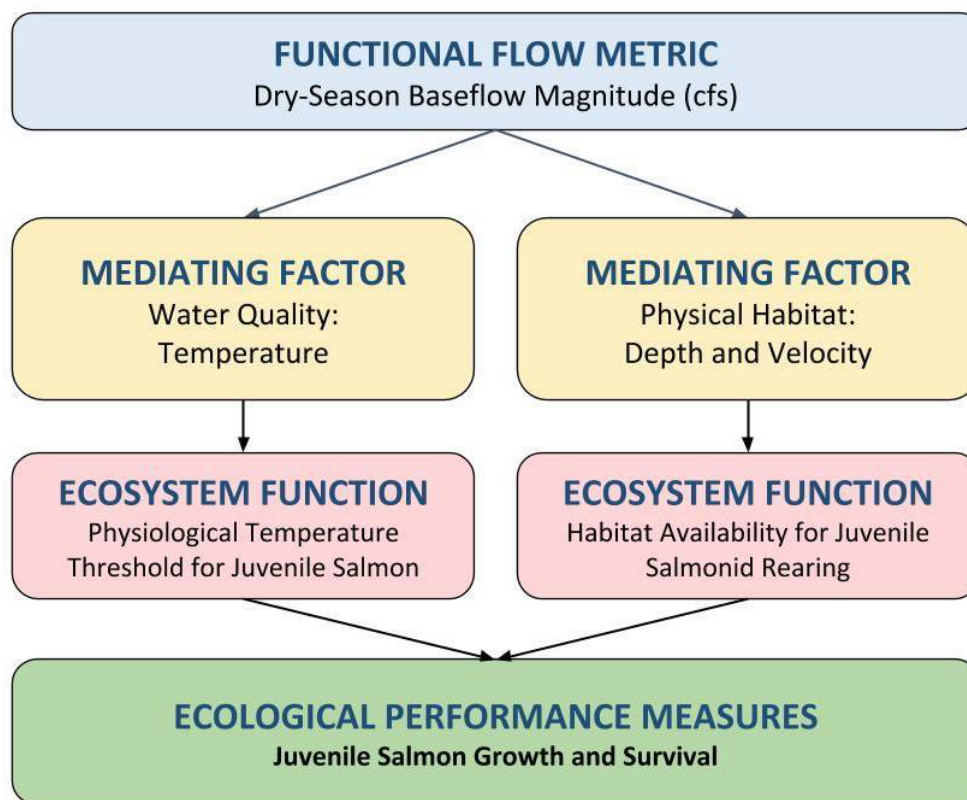 FUNCTIONAL FLOW METRIC
Dry-Season Baseflow Magnitude (cfs)
MEDIATING FACTOR
Water Quality:
Temperature
MEDIATING FACTOR
Physical Habitat:
Depth and Velocity
ECOSYSTEM FUNCTION
Physiological Temperature
Threshold for Juvenile Salmon
ECOSYSTEM FUNCTION
Habitat Availability for Juvenile
Salmonid Rearing
ECOLOGICAL PERFORMANCE MEASURES
Juvenile Salmon Growth and Survival